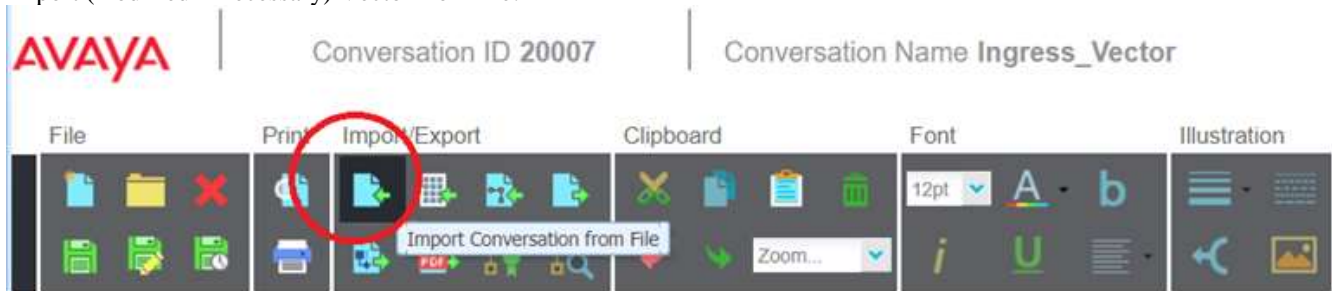 AVAYA Conversation ID 20007 Conversation Name Ingress_Vector
File Print Import/Export Clipboard Font Illustration
12pt A b
Import Conversation from File
PDF Zoom... i U